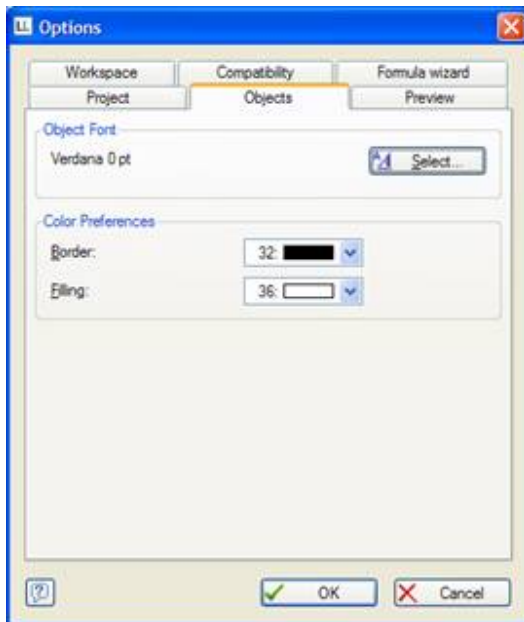 LL Options
Workspace Compatibility Formula wizard
Project Objects Preview
Object Font
Verdana 0 pt Select...
Color Preferences
Border: 32:
Filling: 36:
? OK Cancel